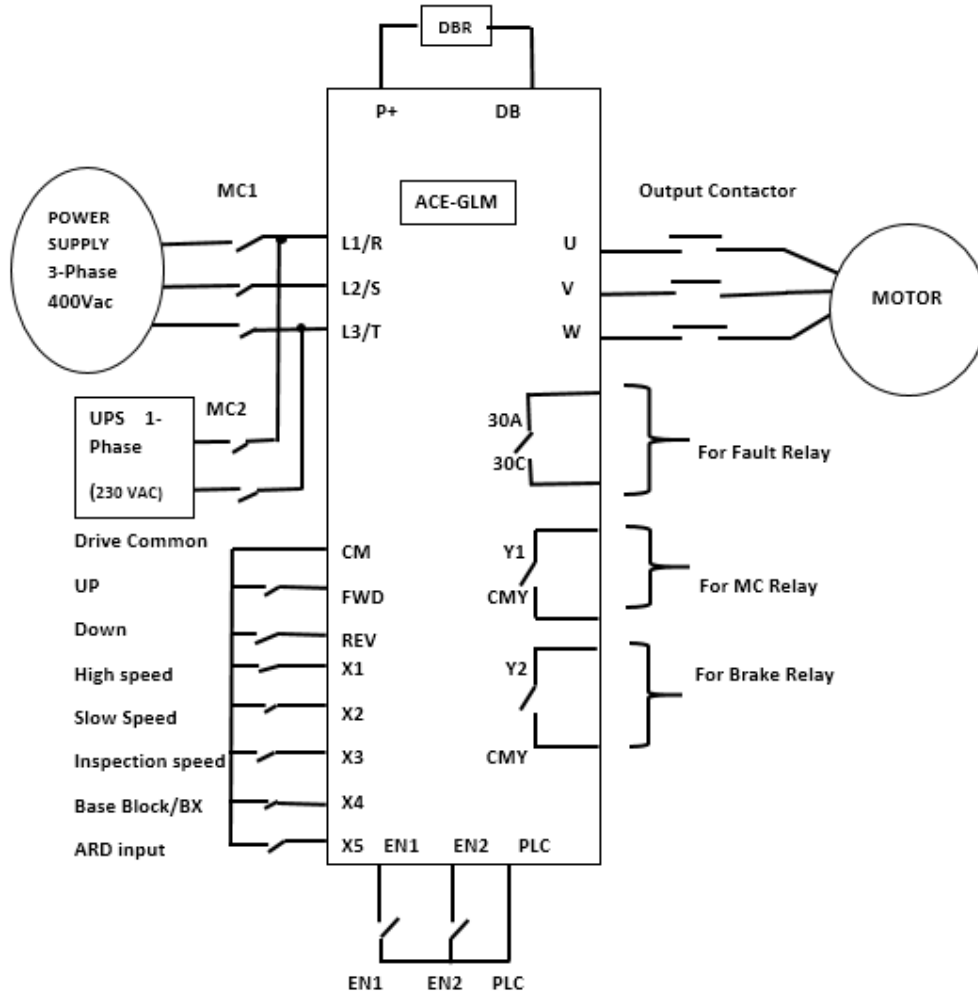 DBR
P+ DB
MC1
ACE-GLM
Output Contactor
POWER
SUPPLY
3-Phase
400Vac
L1/R
L2/S
L3/T
U
V
W
MOTOR
UPS 1-
Phase
(230 VAC)
MC2
30A
30C
For Fault Relay
Drive Common
UP
Down
High speed
Slow Speed
Inspection speed
Base Block/BX
ARD input
CM
FWD
REV
X1
X2
X3
X4
X5 EN1 EN2 PLC
Y1
CMY
For MC Relay
Y2
CMY
For Brake Relay
EN1 EN2 PLC